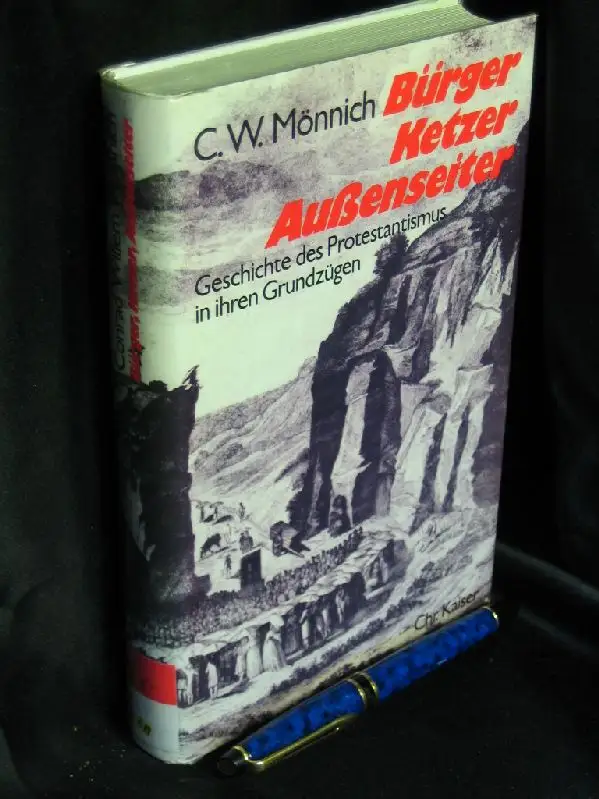 C. W. Mönnich Bürger
Ketzer
Außenseiter
Geschichte des Protestantismus
in ihren Grundzügen
Chr. Kaiser